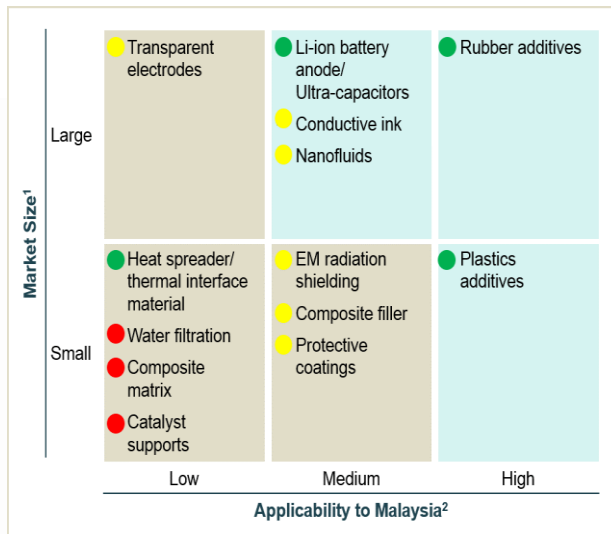 Market Size¹
Large
Transparent
electrodes
Li-ion battery
anode/
Ultra-capacitors
Conductive ink
Nanofluids
Rubber additives
Small
Heat spreader/
thermal interface
material
Water filtration
Composite
matrix
Catalyst
supports
EM radiation
shielding
Composite filler
Protective
coatings
Plastics
additives
Low
Medium
High
Applicability to Malaysia²